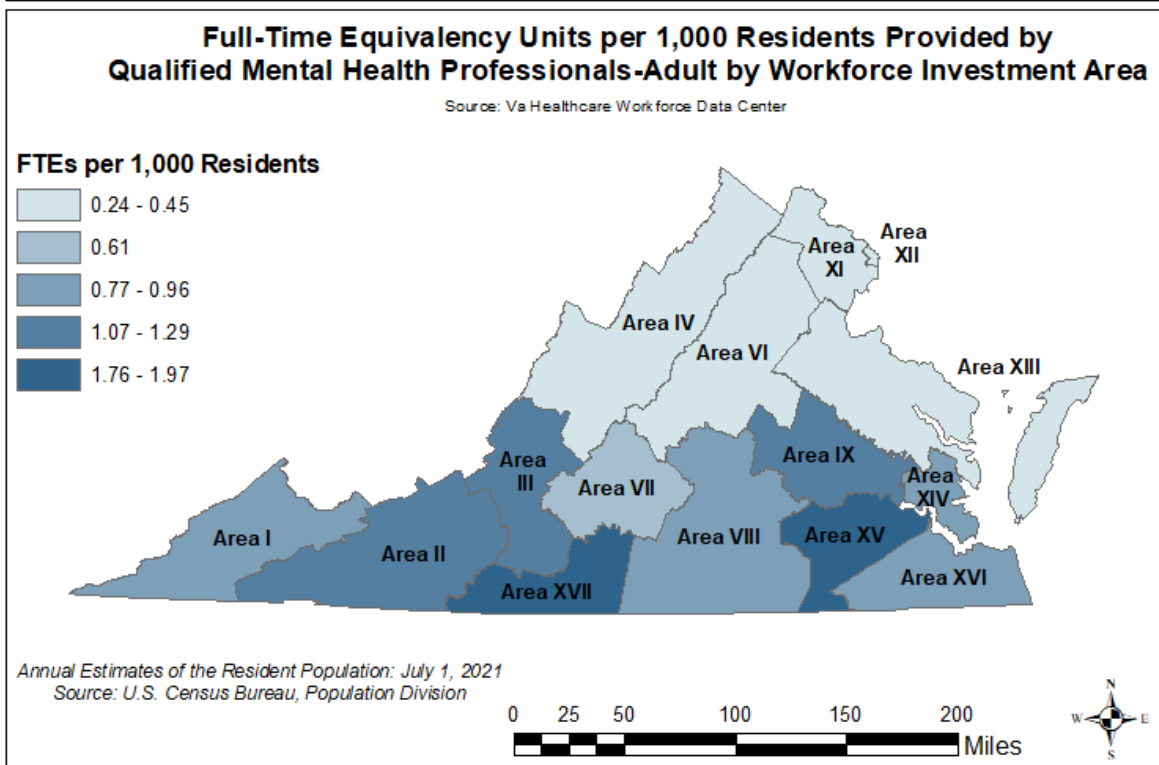 Full-Time Equivalency Units per 1,000 Residents Provided by
Qualified Mental Health Professionals-Adult by Workforce Investment Area
Source: Va Healthcare Workforce Data Center
FTEs per 1,000 Residents
0.24 - 0.45
0.61
0.77 - 0.96
1.07 - 1.29
1.76 - 1.97
Area
XII
Area
XI
Area IV
Area VI
Area XIII
Area
III
Area IX
Area VII
Area
XIV
Area I
Area II
Area VIII
Area XV
Area XVII
Area XVI
Annual Estimates of the Resident Population: July 1, 2021
Source: U.S. Census Bureau, Population Division
0 25 50 100 150 200
Miles
N
W E
S